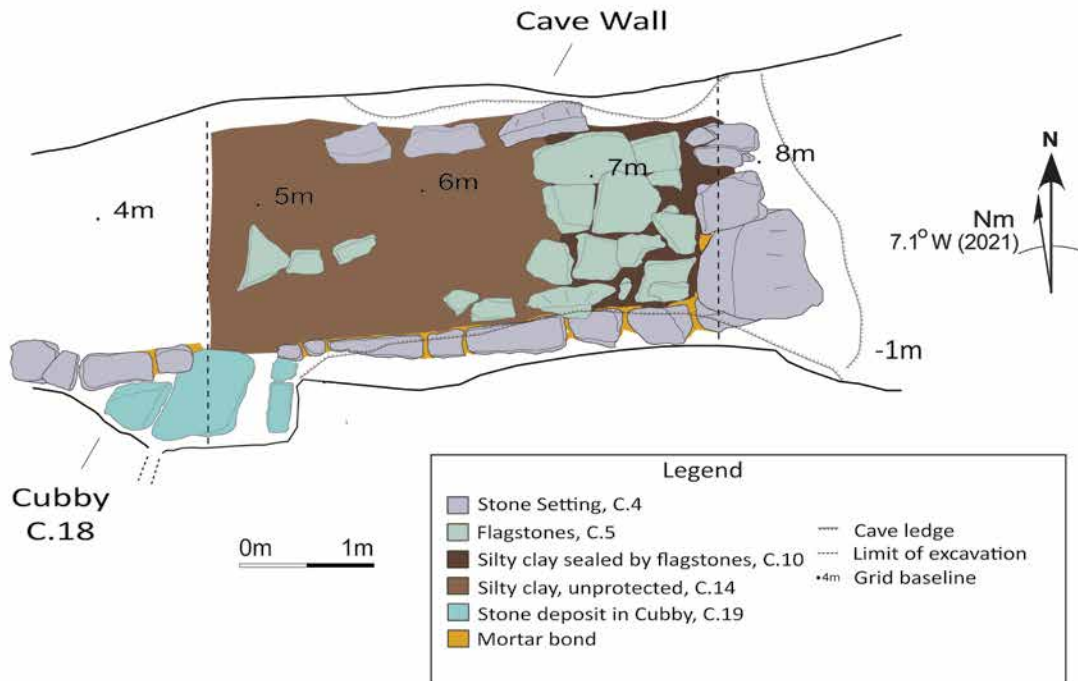 Cave Wall
N
8m
7m
6m
5m
4m
Nm
7.1° W (2021)
-1m
Cubby
C.18
0m 1m
Legend
Stone Setting, C.4
Flagstones, C.5
Silty clay sealed by flagstones, C.10
Silty clay, unprotected, C.14
Stone deposit in Cubby, C.19
Mortar bond
Cave ledge
Limit of excavation
•4m Grid baseline